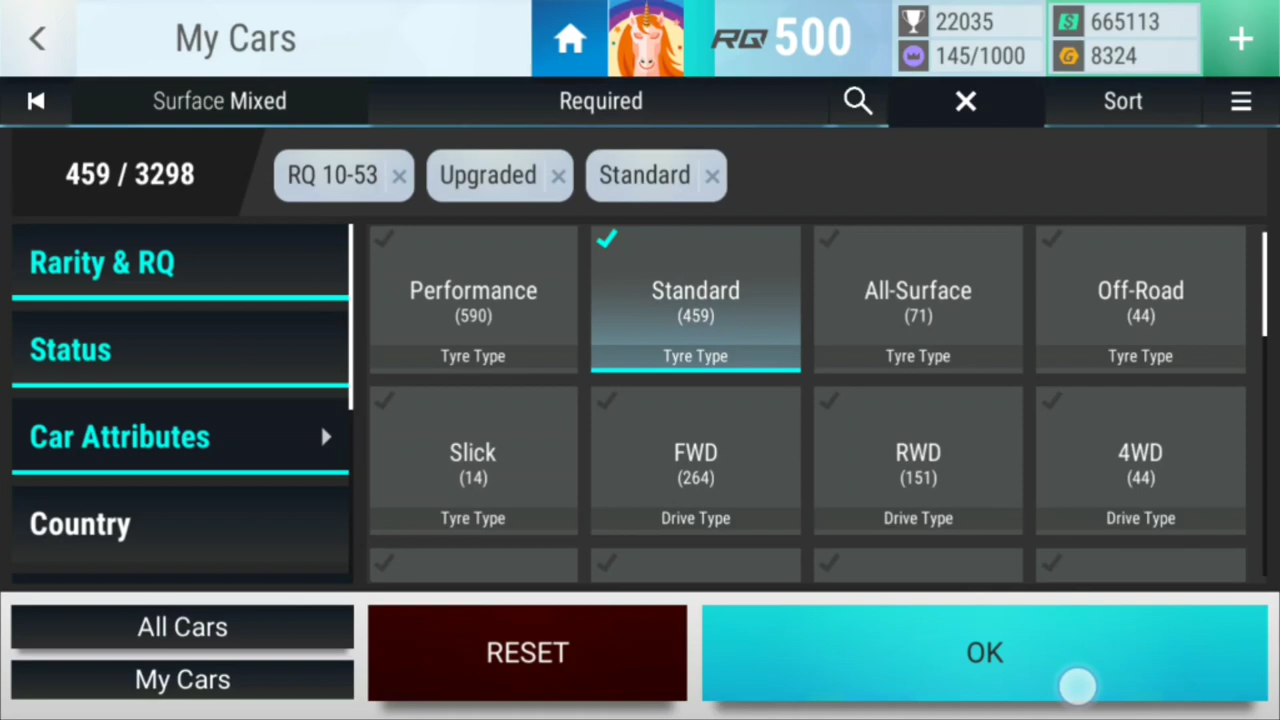 My Cars
RQ 500
22035
145/1000
665113
8324
+
Surface Mixed
Required
Sort
459 / 3298
RQ 10-53 ×
Upgraded ×
Standard ×
Rarity & RQ
Status
Car Attributes
Country
Performance
(590)
Tyre Type
Standard
(459)
Tyre Type
All-Surface
(71)
Tyre Type
Off-Road
(44)
Tyre Type
Slick
(14)
Tyre Type
FWD
(264)
Drive Type
RWD
(151)
Drive Type
4WD
(44)
Drive Type
All Cars
My Cars
RESET
OK